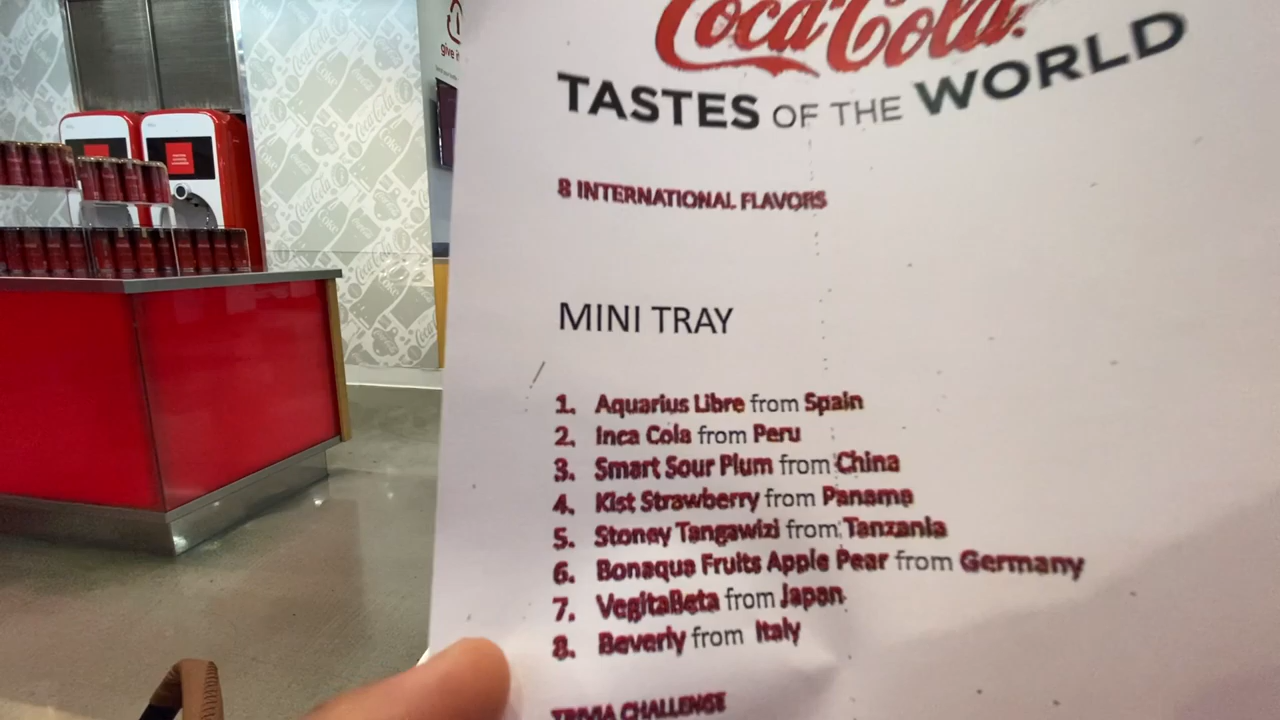 Coca-Cola
TASTES OF THE WORLD
8 INTERNATIONAL FLAVORS
MINI TRAY
1. Aquarius Libre from Spain
2. Inca Cola from Peru
3. Smart Sour Plum from China
4. Kist Strawberry from Panama
5. Stoney Tangawizi from Tanzania
6. Bonaqua Fruits Apple Pear from Germany
7. VegitaBeta from Japan
8. Beverly from Italy
TRIVIA CHALLENGE
give